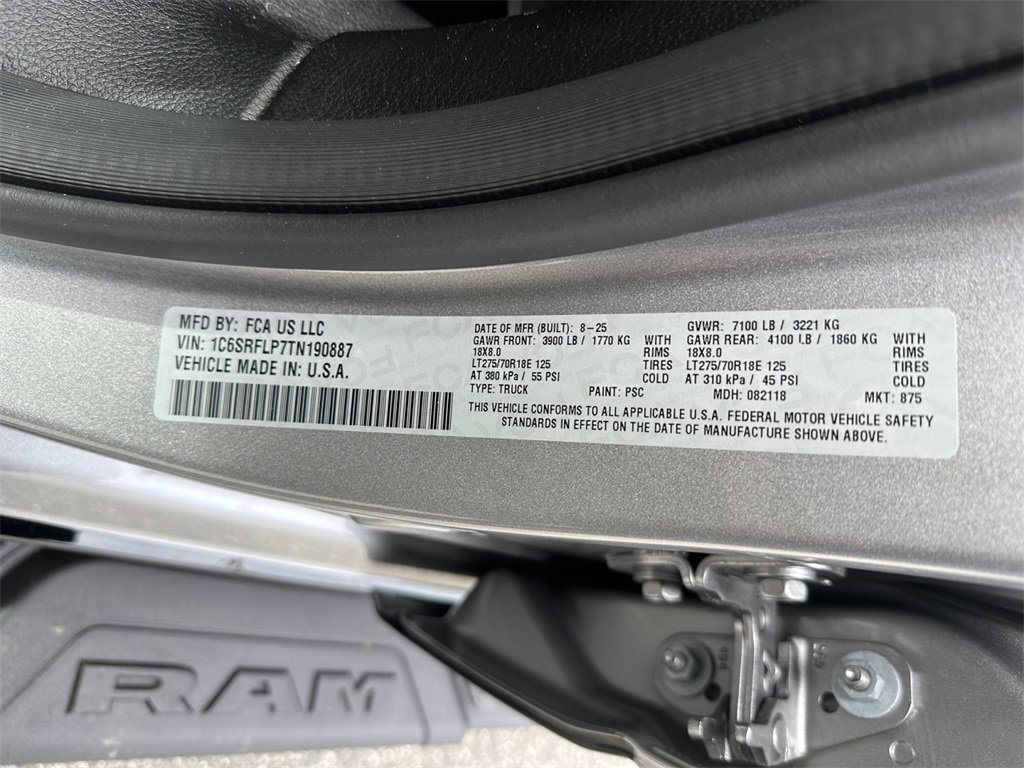 MFD BY: FCA US LLC
VIN: 1C6SRFLP7TN190887
VEHICLE MADE IN: U.S.A.
DATE OF MFR (BUILT): 8-25
GAWR FRONT: 3900 LB / 1770 KG WITH
18X8.0 RIMS
LT275/70R18E 125 TIRES
AT 380 kPa / 55 PSI COLD
TYPE: TRUCK PAINT: PSC
GVWR: 7100 LB / 3221 KG
GAWR REAR: 4100 LB / 1860 KG WITH
18X8.0 RIMS
LT275/70R18E 125 TIRES
AT 310 kPa / 45 PSI COLD
MDH: 082118 MKT: 875
THIS VEHICLE CONFORMS TO ALL APPLICABLE U.S.A. FEDERAL MOTOR VEHICLE SAFETY
STANDARDS IN EFFECT ON THE DATE OF MANUFACTURE SHOWN ABOVE.
RAM